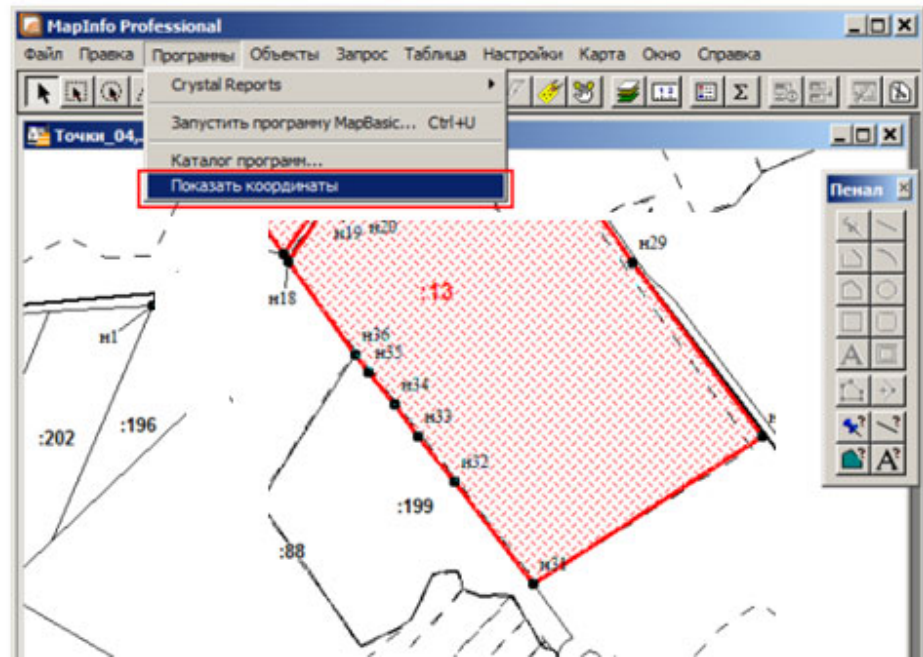 MapInfo Professional
Файл Правка Программы Объекты Запрос Таблица Настройки Карта Окно Справка
Crystal Reports
Запустить программу MapBasic... Ctrl+U
Каталог программ...
Показать координаты
Точки_04,
Пенал
н19 н20
н29
:13
н18
н1
н36
н35
н34
н33
:202
:196
н32
:199
:88
н31